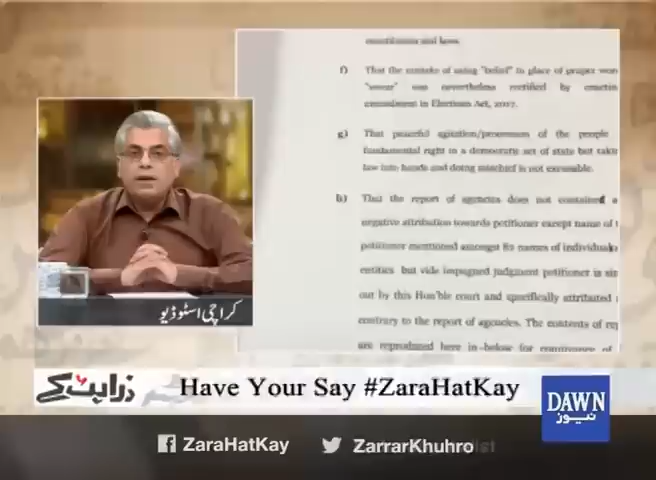 constitution and laws.
f) That the mistake of using "belief" in place of proper wor
"swear" was nevertheless rectified by enactin
amendment in Elections Act, 2017.
g) That peaceful agitation/procession of the people
fundamental right in a democratic set of state but takin
law into hands and doing mischief is not excusable.
h) That the report of agencies does not contained a
negative attribution towards petitioner except name of t
petitioner mentioned amongst 82 names of individuals
entities but vide impugned judgment petitioner is sin
out by this Hon'ble court and specifically attributed
contrary to the report of agencies. The contents of rep
are reproduced here in-below for convenience of
کراچی اسٹوڈیو
ذرا ہٹ کے
Have Your Say #ZaraHatKay
DAWN
نیوز
ZaraHatKay
ZarrarKhuhro